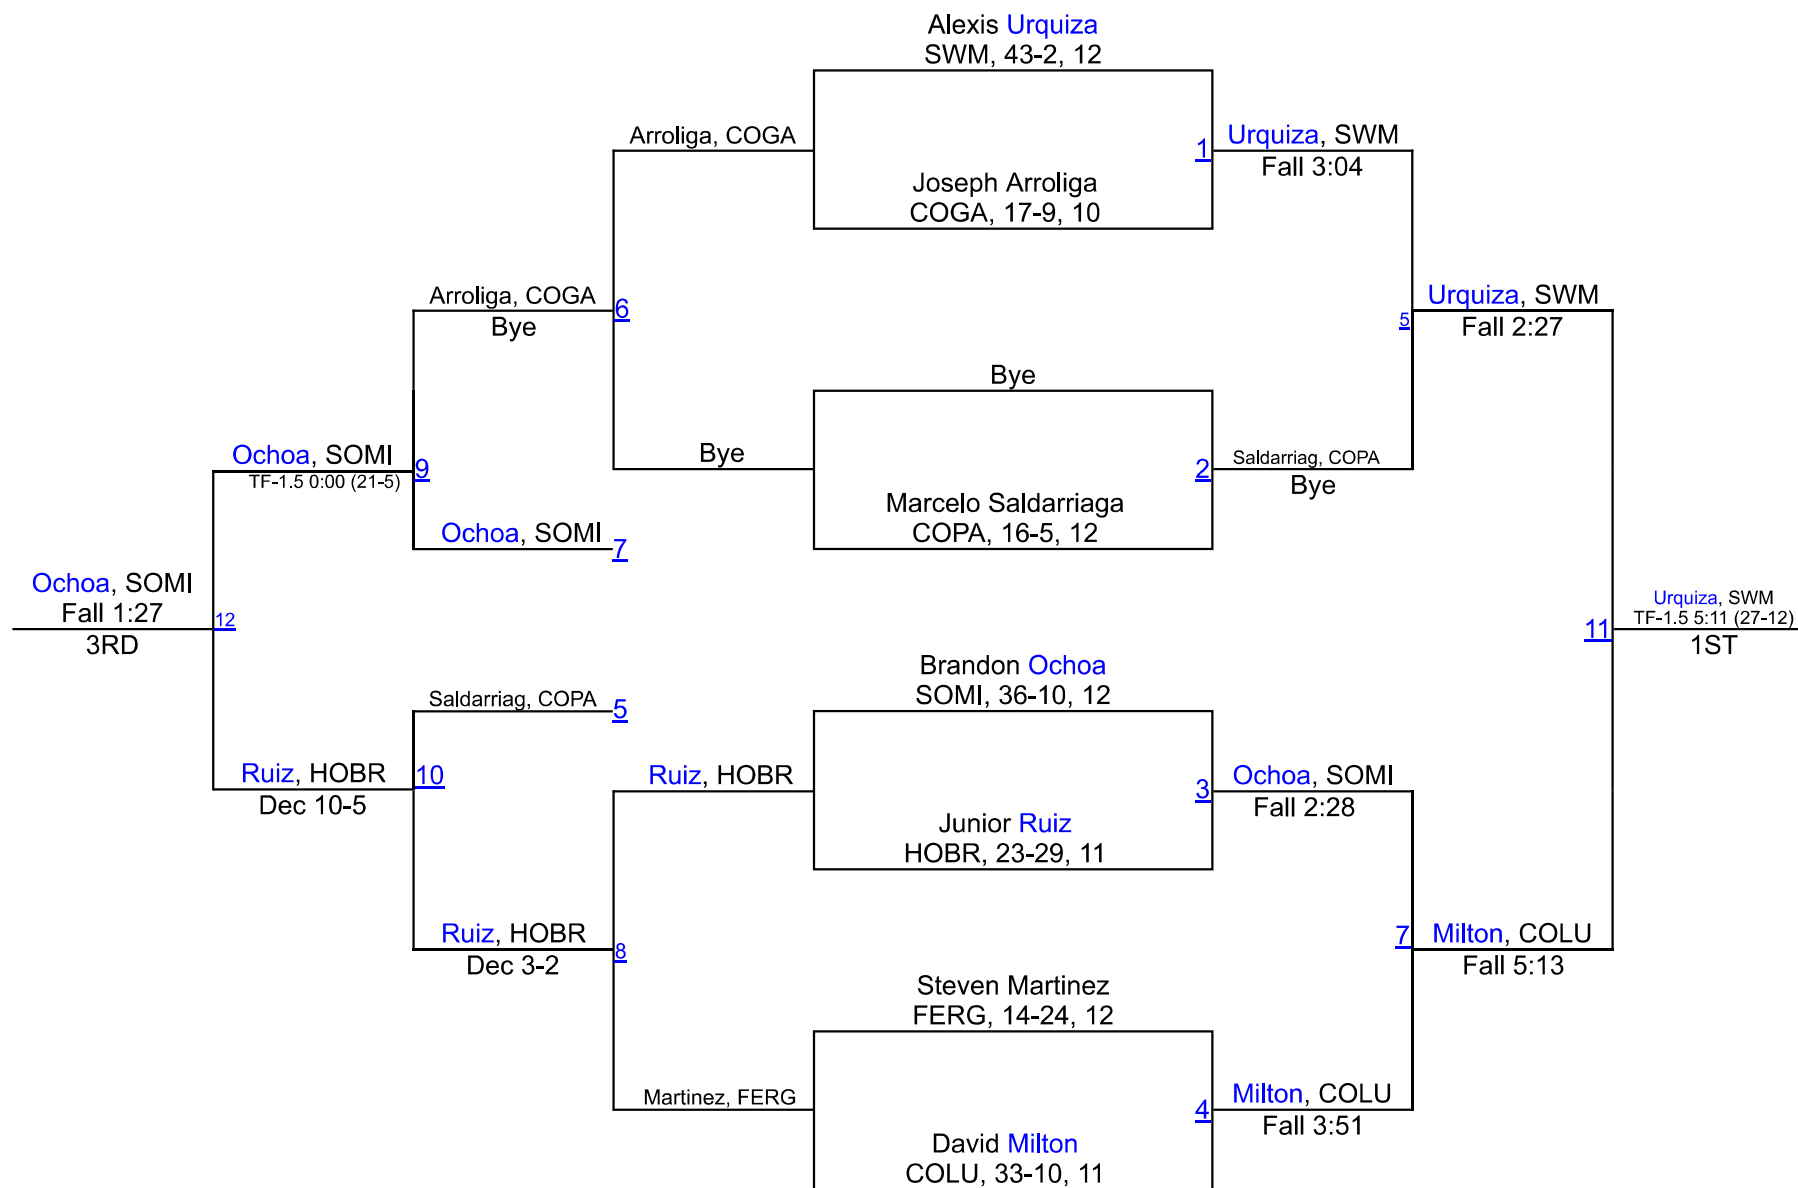 Alexis Urquiza
SWM, 43-2, 12
Arroliga, COGA
1
Urquiza, SWM
Fall 3:04
Joseph Arroliga
COGA, 17-9, 10
Arroliga, COGA
Bye
6
5
Urquiza, SWM
Fall 2:27
Bye
Ochoa, SOMI
TF-1.5 0:00 (21-5)
9
Bye
2
Saldarriag, COPA
Bye
Marcelo Saldarriaga
COPA, 16-5, 12
Ochoa, SOMI
7
Ochoa, SOMI
Fall 1:27
3RD
12
11
Urquiza, SWM
TF-1.5 5:11 (27-12)
1ST
Brandon Ochoa
SOMI, 36-10, 12
Saldarriag, COPA
5
Ruiz, HOBR
Dec 10-5
10
Ruiz, HOBR
3
Ochoa, SOMI
Fall 2:28
Junior Ruiz
HOBR, 23-29, 11
Ruiz, HOBR
Dec 3-2
8
7
Milton, COLU
Fall 5:13
Steven Martinez
FERG, 14-24, 12
Martinez, FERG
4
Milton, COLU
Fall 3:51
David Milton
COLU, 33-10, 11